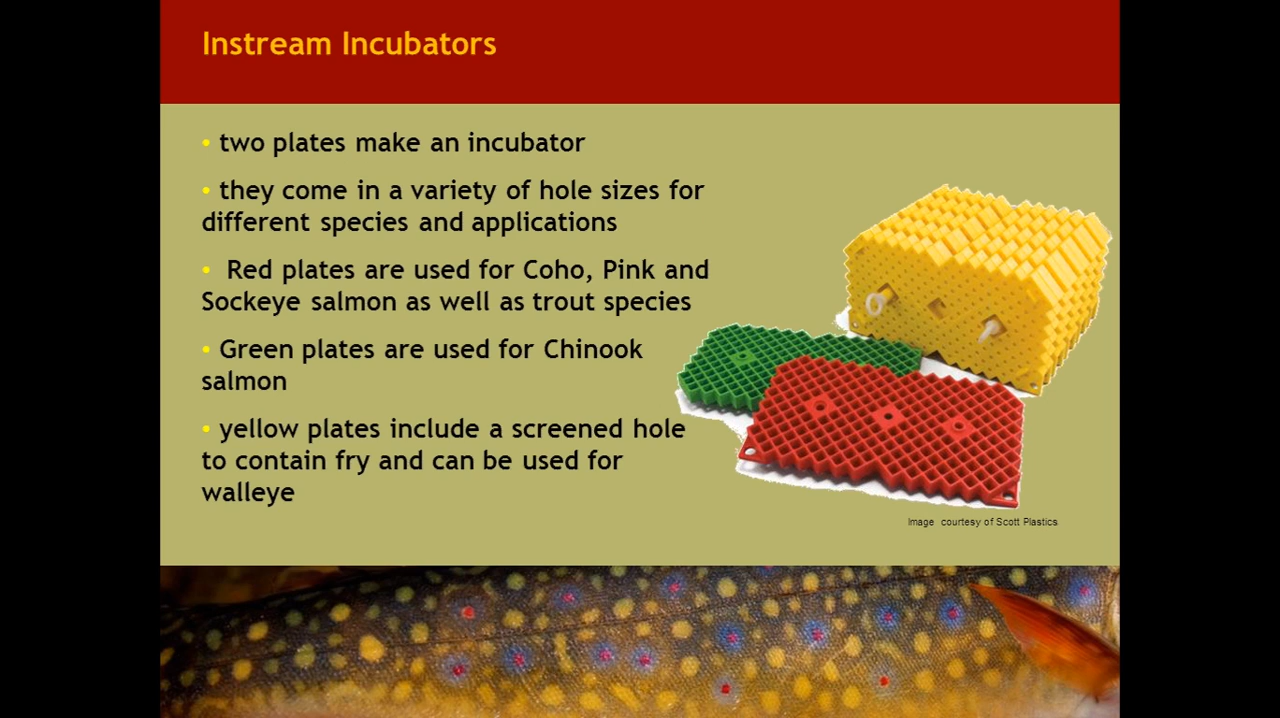 Instream Incubators
• two plates make an incubator
• they come in a variety of hole sizes for
different species and applications
• Red plates are used for Coho, Pink and
Sockeye salmon as well as trout species
• Green plates are used for Chinook
salmon
• yellow plates include a screened hole
to contain fry and can be used for
walleye
Image courtesy of Scott Plastics